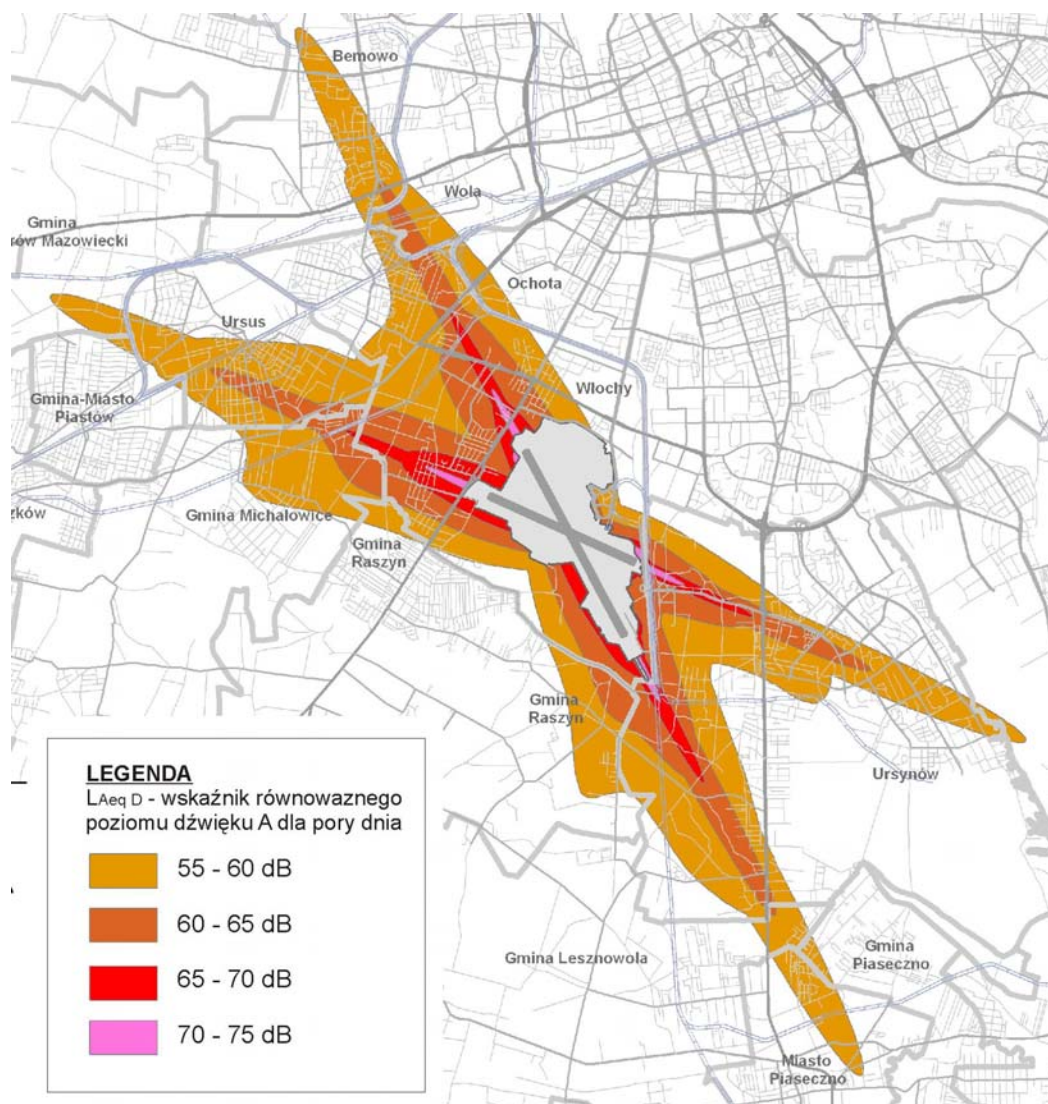 Bemowo
Wola
Gmina
rów Mazowiecki
Ochota
Ursus
Włochy
Gmina-Miasto
Piastów
zków
Gmina Michałowice
Gmina
Raszyn
Gmina
Raszyn
Ursynów
Gmina Lesznowola
Gmina
Piaseczno
Miasto
Piaseczno
LEGENDA
LAeq D - wskaźnik równowaznego
poziomu dźwięku A dla pory dnia
55 - 60 dB
60 - 65 dB
65 - 70 dB
70 - 75 dB